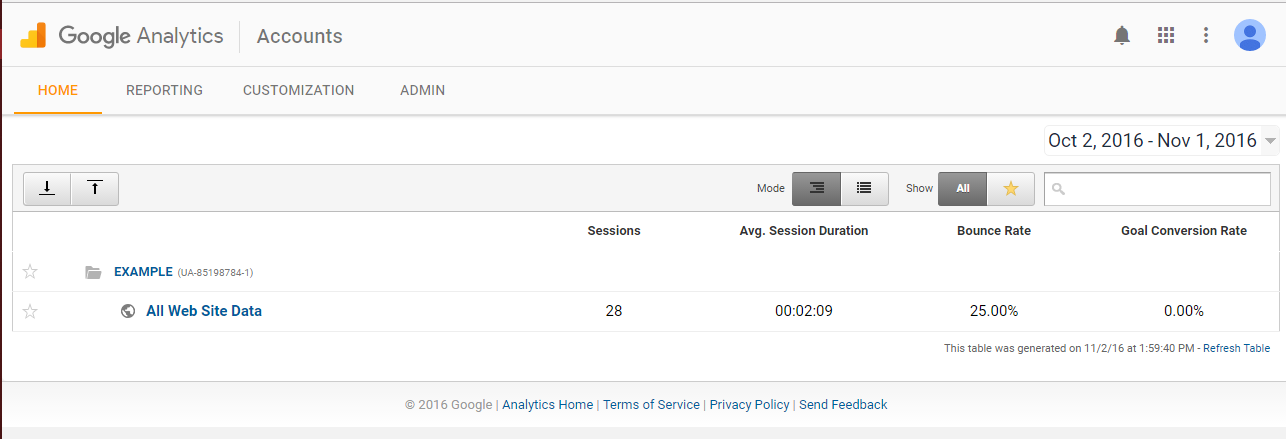 Google Analytics Accounts
HOME REPORTING CUSTOMIZATION ADMIN
Oct 2, 2016 - Nov 1, 2016
Mode Show All
Sessions Avg. Session Duration Bounce Rate Goal Conversion Rate
EXAMPLE (UA-85198784-1)
All Web Site Data 28 00:02:09 25.00% 0.00%
This table was generated on 11/2/16 at 1:59:40 PM - Refresh Table
© 2016 Google | Analytics Home | Terms of Service | Privacy Policy | Send Feedback